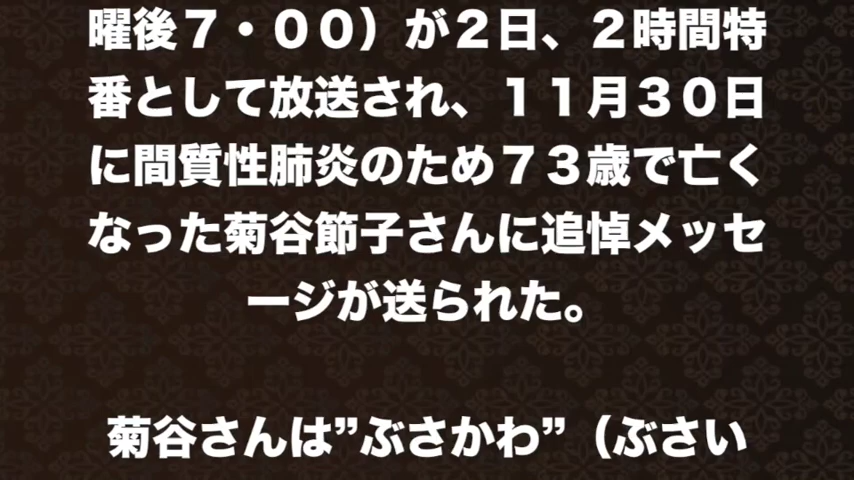 曜後７・００）が２日、２時間特
番として放送され、１１月３０日
に間質性肺炎のため７３歳で亡く
なった菊谷節子さんに追悼メッセ
ージが送られた。
菊谷さんは”ぶさかわ”（ぶさい